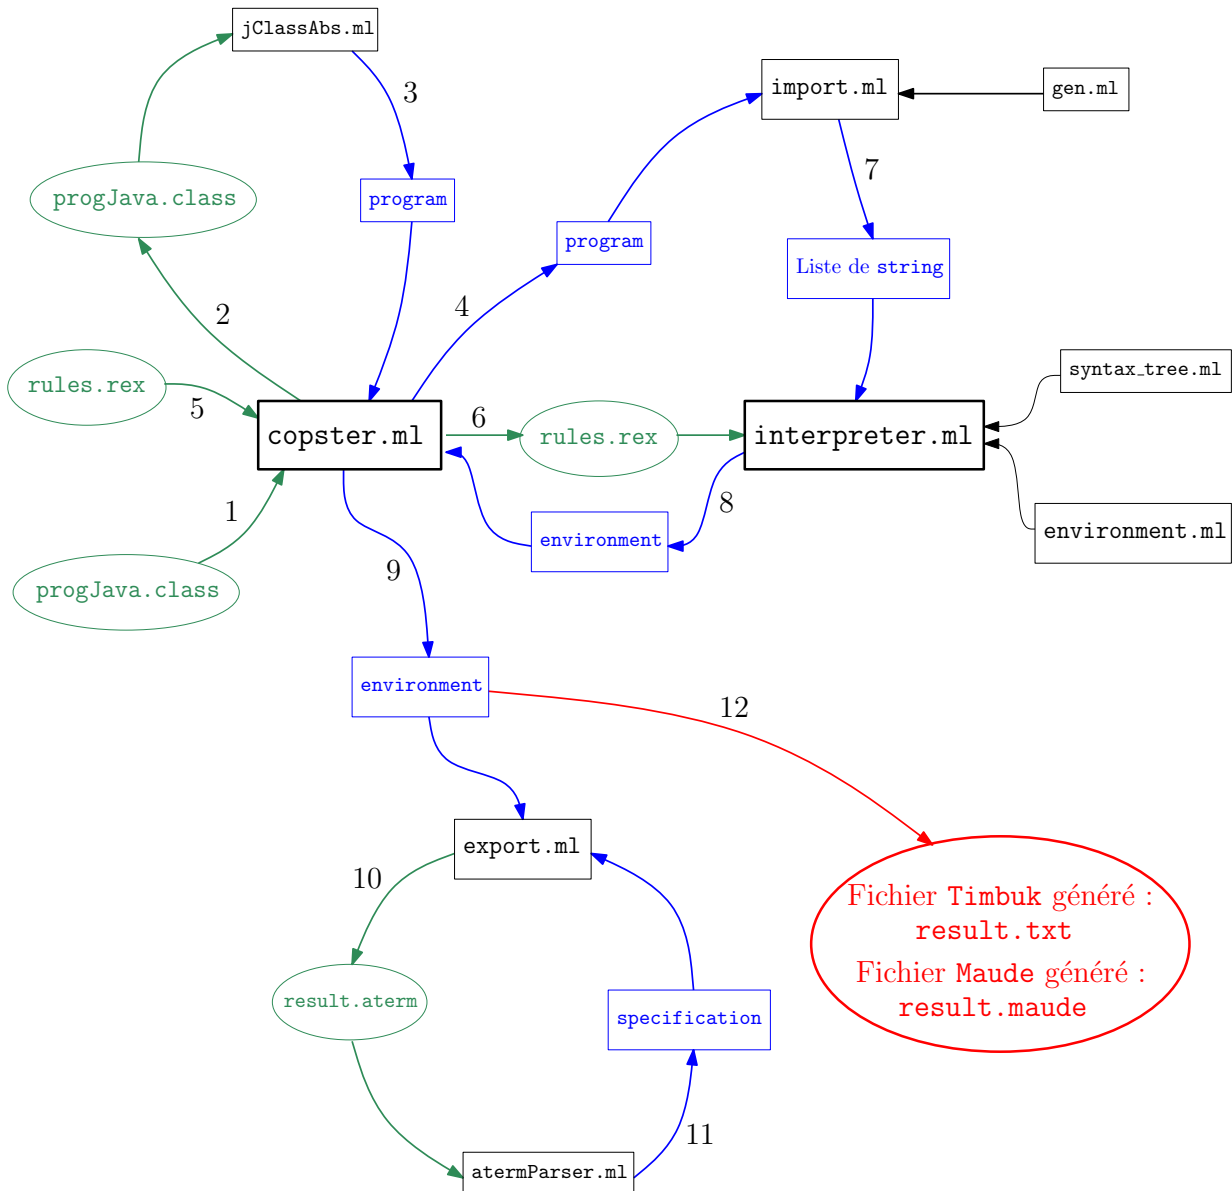 jClassAbs.ml
3
import.ml
gen.ml
progJava.class
program
7
program
Liste de string
2
4
rules.rex
5
syntax_tree.ml
copster.ml
6
rules.rex
interpreter.ml
1
8
environment
environment.ml
9
progJava.class
environment
12
export.ml
10
Fichier Timbuk généré :
result.txt
Fichier Maude généré :
result.maude
result.aterm
specification
11
atermParser.ml